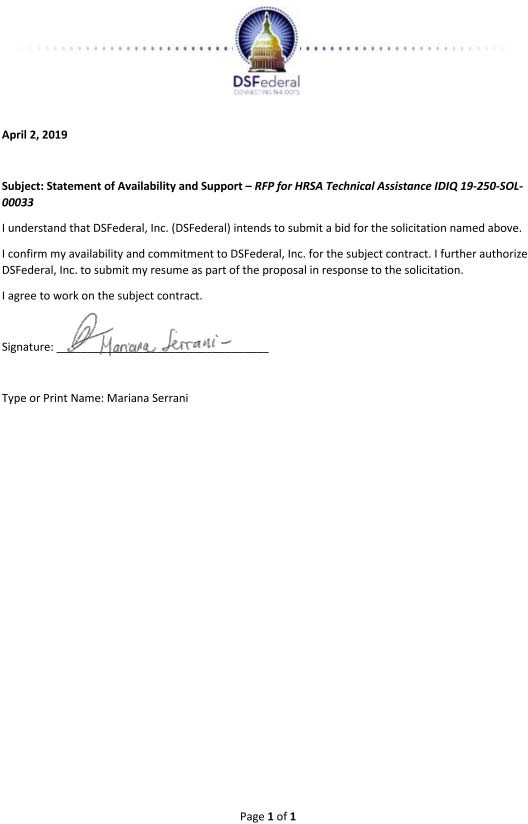 DSFederal
CONNECTING THE DOTS
April 2, 2019
Subject: Statement of Availability and Support – RFP for HRSA Technical Assistance IDIQ 19-250-SOL-
00033
I understand that DSFederal, Inc. (DSFederal) intends to submit a bid for the solicitation named above.
I confirm my availability and commitment to DSFederal, Inc. for the subject contract. I further authorize
DSFederal, Inc. to submit my resume as part of the proposal in response to the solicitation.
I agree to work on the subject contract.
Signature: Mariana Serrani
Type or Print Name: Mariana Serrani
Page 1 of 1